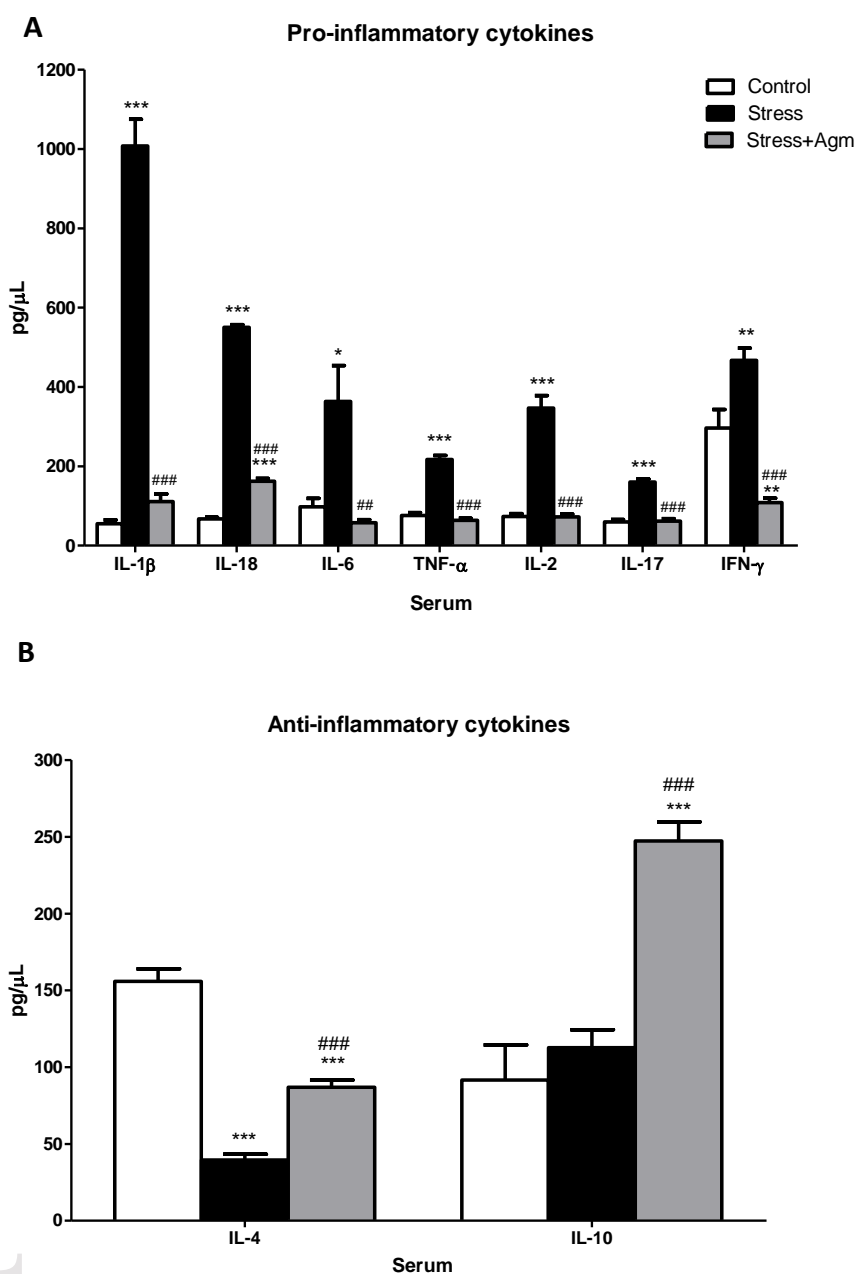 A
Pro-inflammatory cytokines
1200
1000
800
600
400
200
0
pg/μL
Control
Stress
Stress+Agm
***
###
***
###
***
*
##
***
###
***
###
***
###
**
###
**
IL-1β IL-18 IL-6 TNF-α IL-2 IL-17 IFN-γ
Serum
B
Anti-inflammatory cytokines
300
250
200
150
100
50
0
pg/μL
***
###
***
###
***
IL-4 IL-10
Serum